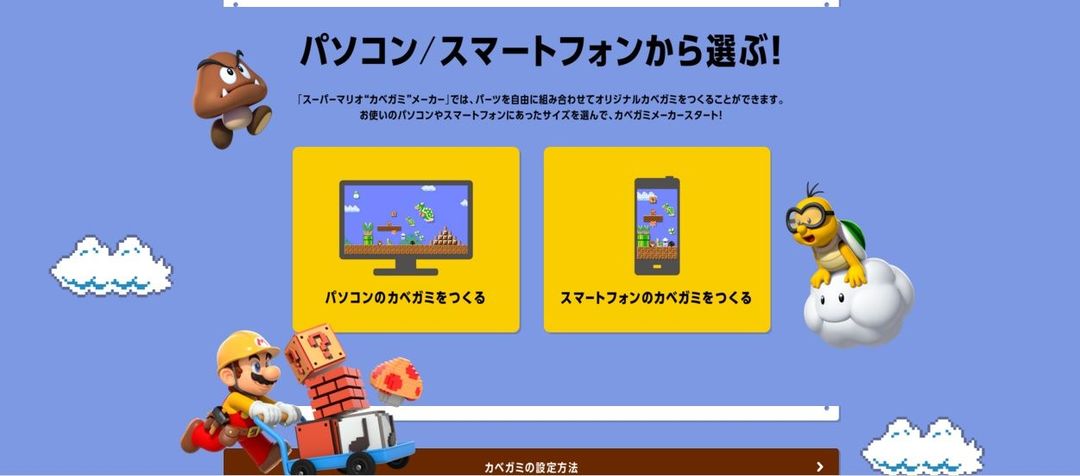 パソコン/スマートフォンから選ぶ!
「スーパーマリオ“カベガミ”メーカー」では、パーツを自由に組み合わせてオリジナルカベガミをつくることができます。
お使いのパソコンやスマートフォンにあったサイズを選んで、カベガミメーカースタート!
パソコンのカベガミをつくる
スマートフォンのカベガミをつくる
カベガミの設定方法